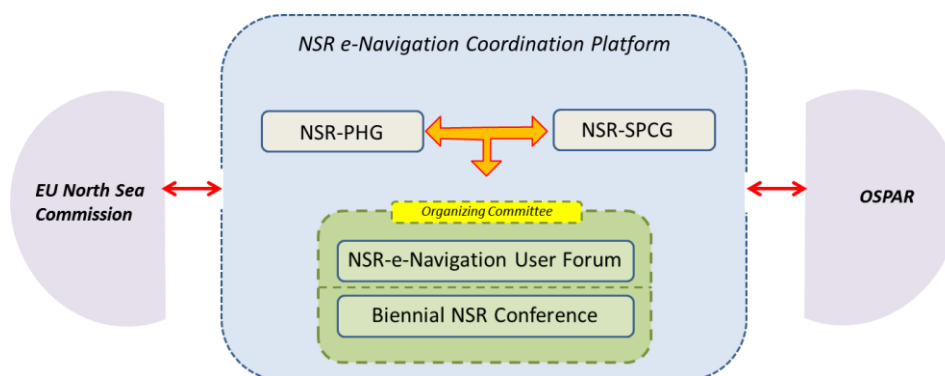 NSR e-Navigation Coordination Platform
NSR-PHG
NSR-SPCG
EU North Sea
Commission
OSPAR
Organizing Committee
NSR-e-Navigation User Forum
Biennial NSR Conference